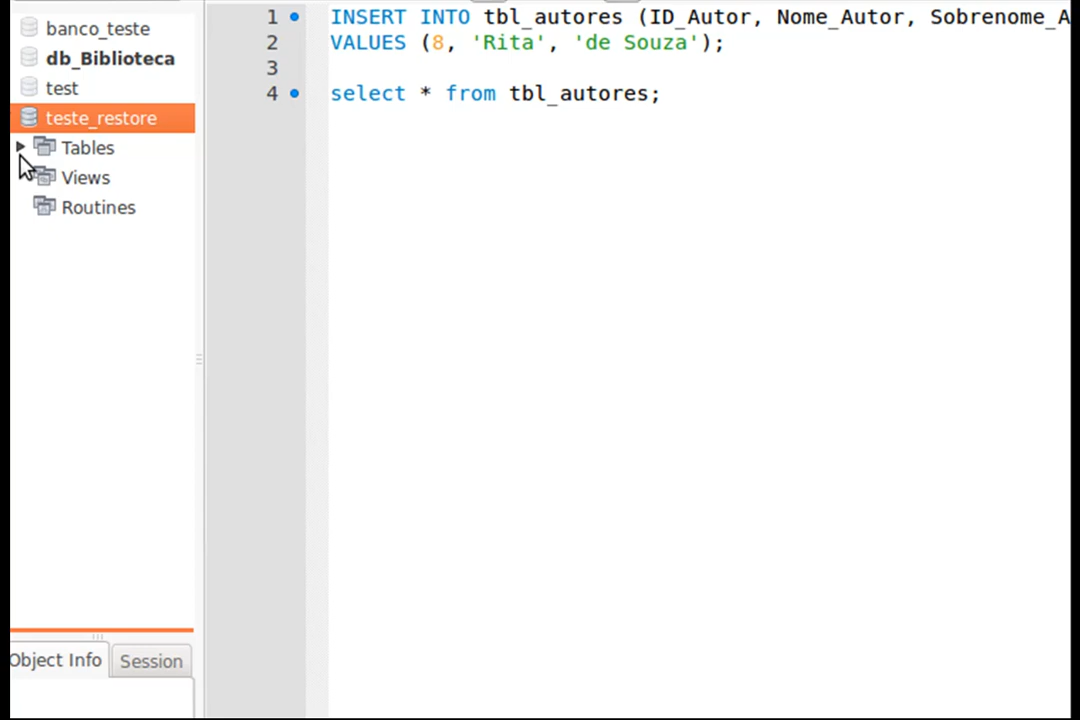 banco_teste
db_Biblioteca
test
teste_restore
Tables
Views
Routines
Object Info
Session
1 INSERT INTO tbl_autores (ID_Autor, Nome_Autor, Sobrenome_A
2 VALUES (8, 'Rita', 'de Souza');
3
4 select * from tbl_autores;